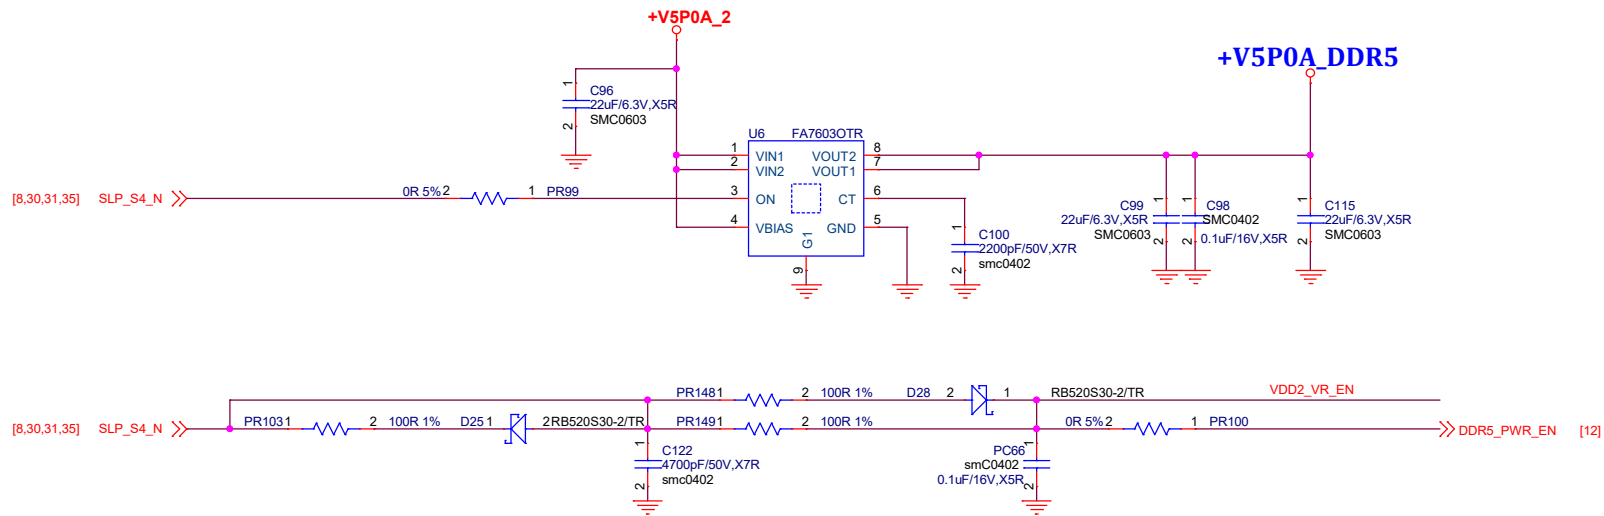 +V5P0A_2
+V5P0A_DDR5
1
C96
22uF/6.3V,X5R
2
SMC0603
U6 FA7603OTR
1 VIN1 VOUT2 8
2 VIN2 VOUT1 7
[8,30,31,35] SLP_S4_N 0R 5% 2 1 PR99 3 ON CT 6
4 VBIAS GND 5
G1
9
1
C100
2200pF/50V,X7R
2
smc0402
1
C99
22uF/6.3V,X5R
SMC0603
2
1
C98
SMC0402
0.1uF/16V,X5R
2
1
C115
22uF/6.3V,X5R
SMC0603
2
PR148 1 2 100R 1% D28 2 1 RB520S30-2/TR VDD2_VR_EN
[8,30,31,35] SLP_S4_N PR103 1 2 100R 1% D25 1 2 RB520S30-2/TR PR149 1 2 100R 1% 0R 5% 2 1 PR100 DDR5_PWR_EN [12]
1
C122
4700pF/50V,X7R
2
smc0402
1
PC66
smC0402
0.1uF/16V,X5R
2